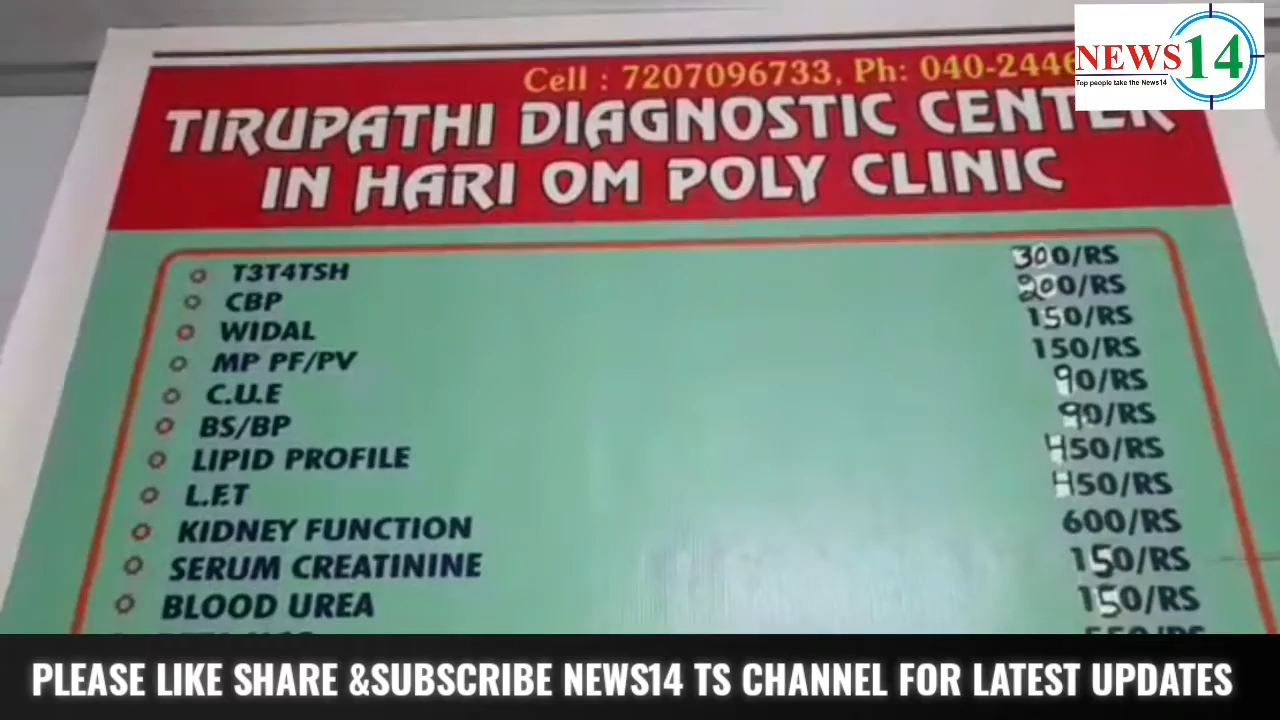 NEWS14
Top people take the News14
Cell : 7207096733, Ph: 040-2446
TIRUPATHI DIAGNOSTIC CENTER
IN HARI OM POLY CLINIC
T3T4TSH 300/RS
CBP 200/RS
WIDAL 150/RS
MP PF/PV 150/RS
C.U.E 90/RS
BS/BP 90/RS
LIPID PROFILE 450/RS
L.F.T 450/RS
KIDNEY FUNCTION 600/RS
SERUM CREATININE 150/RS
BLOOD UREA 150/RS
PLEASE LIKE SHARE &SUBSCRIBE NEWS14 TS CHANNEL FOR LATEST UPDATES